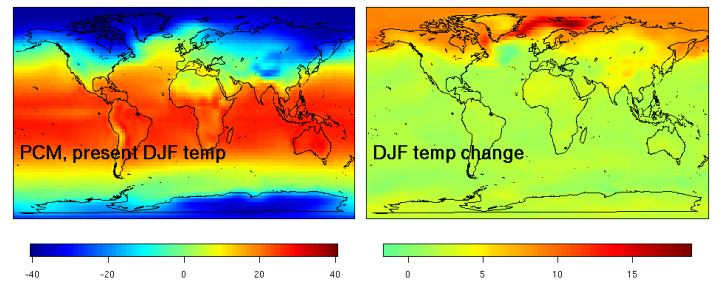 PCM, present DJF temp
DJF temp change
-40 -20 0 20 40
0 5 10 15